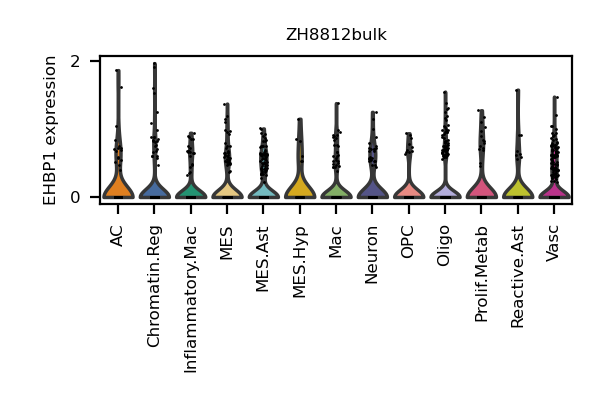 ZH8812bulk
EHBP1 expression
2
0
AC
Chromatin.Reg
Inflammatory.Mac
MES
MES.Ast
MES.Hyp
Mac
Neuron
OPC
Oligo
Prolif.Metab
Reactive.Ast
Vasc